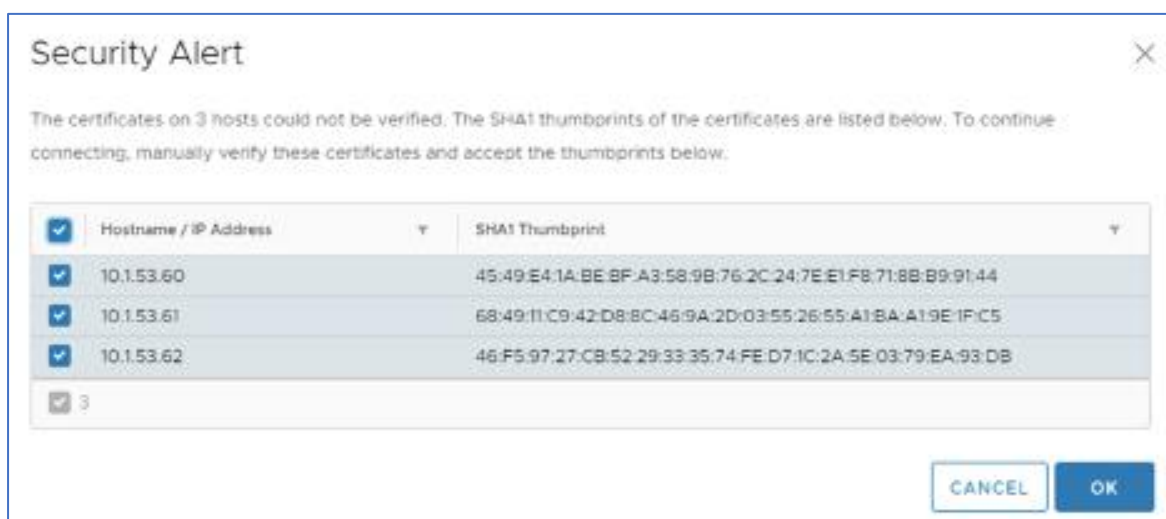 Security Alert
The certificates on 3 hosts could not be verified. The SHA1 thumbprints of the certificates are listed below. To continue
connecting, manually verify these certificates and accept the thumbprints below.
Hostname / IP Address SHA1 Thumbprint
10.1.53.60 45:49:E4:1A:BE:BF:A3:58:9B:76:2C:24:7E:E1:F8:71:8B:B9:91:44
10.1.53.61 68:49:11:C9:42:D8:8C:46:9A:2D:03:55:26:55:A1:BA:A1:9E:1F:C5
10.1.53.62 46:F5:97:27:CB:52:29:33:35:74:FE:D7:1C:2A:5E:03:79:EA:93:DB
3
CANCEL OK